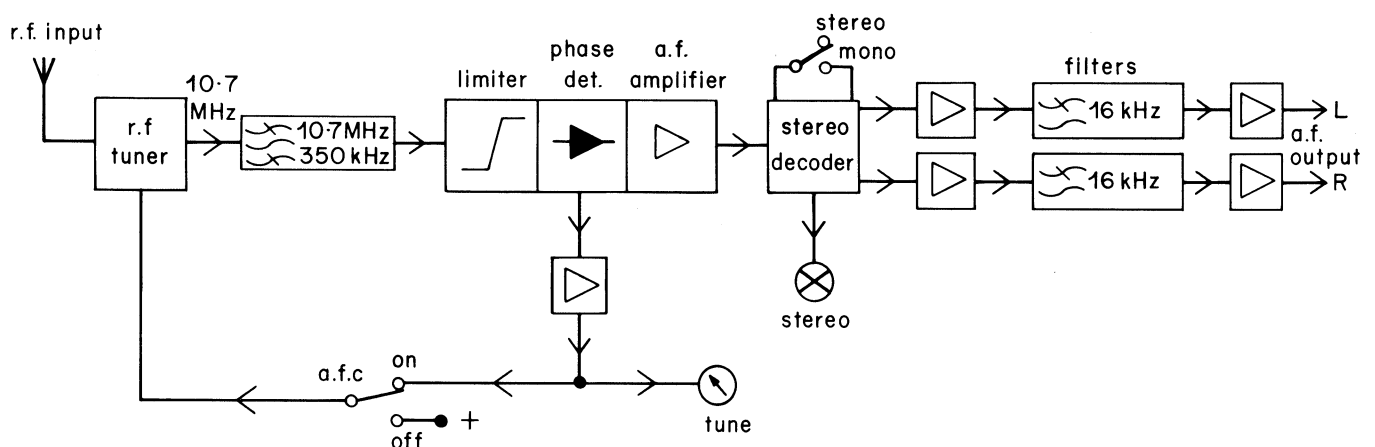 r.f. input
r.f
tuner
10·7
MHz
10·7MHz
350 kHz
limiter
phase
det.
a.f.
amplifier
stereo
mono
stereo
decoder
stereo
filters
16 kHz
16 kHz
L
a.f.
output
R
a.f.c
on
off
+
tune